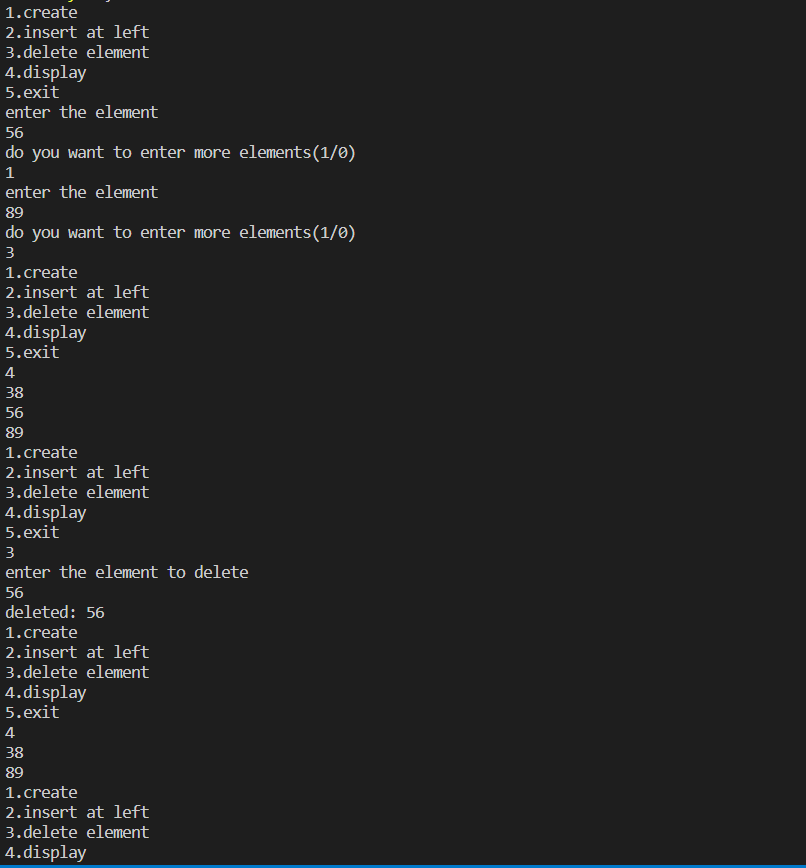 1.create
2.insert at left
3.delete element
4.display
5.exit
enter the element
56
do you want to enter more elements(1/0)
1
enter the element
89
do you want to enter more elements(1/0)
3
1.create
2.insert at left
3.delete element
4.display
5.exit
4
38
56
89
1.create
2.insert at left
3.delete element
4.display
5.exit
3
enter the element to delete
56
deleted: 56
1.create
2.insert at left
3.delete element
4.display
5.exit
4
38
89
1.create
2.insert at left
3.delete element
4.display